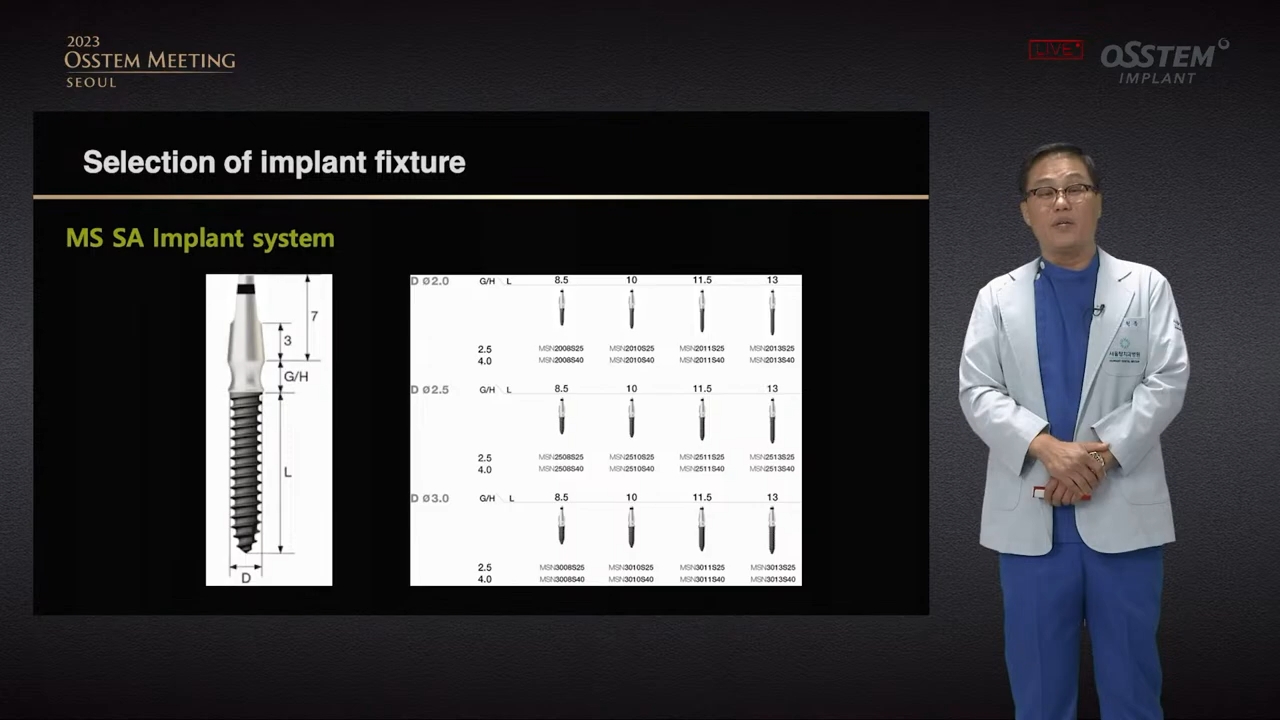 2023
OSSTEM MEETING
SEOUL
LIVE
OSSTEM
IMPLANT
Selection of implant fixture
MS SA Implant system
7
3
G/H
L
D
D ø2.0 G/H L 8.5 10 11.5 13
2.5 MSN2008S25 MSN2010S25 MSN2011S25 MSN2013S25
4.0 MSN2008S40 MSN2010S40 MSN2011S40 MSN2013S40
D ø2.5 G/H L 8.5 10 11.5 13
2.5 MSN2508S25 MSN2510S25 MSN2511S25 MSN2513S25
4.0 MSN2508S40 MSN2510S40 MSN2511S40 MSN2513S40
D ø3.0 G/H L 8.5 10 11.5 13
2.5 MSN3008S25 MSN3010S25 MSN3011S25 MSN3013S25
4.0 MSN3008S40 MSN3010S40 MSN3011S40 MSN3013S40